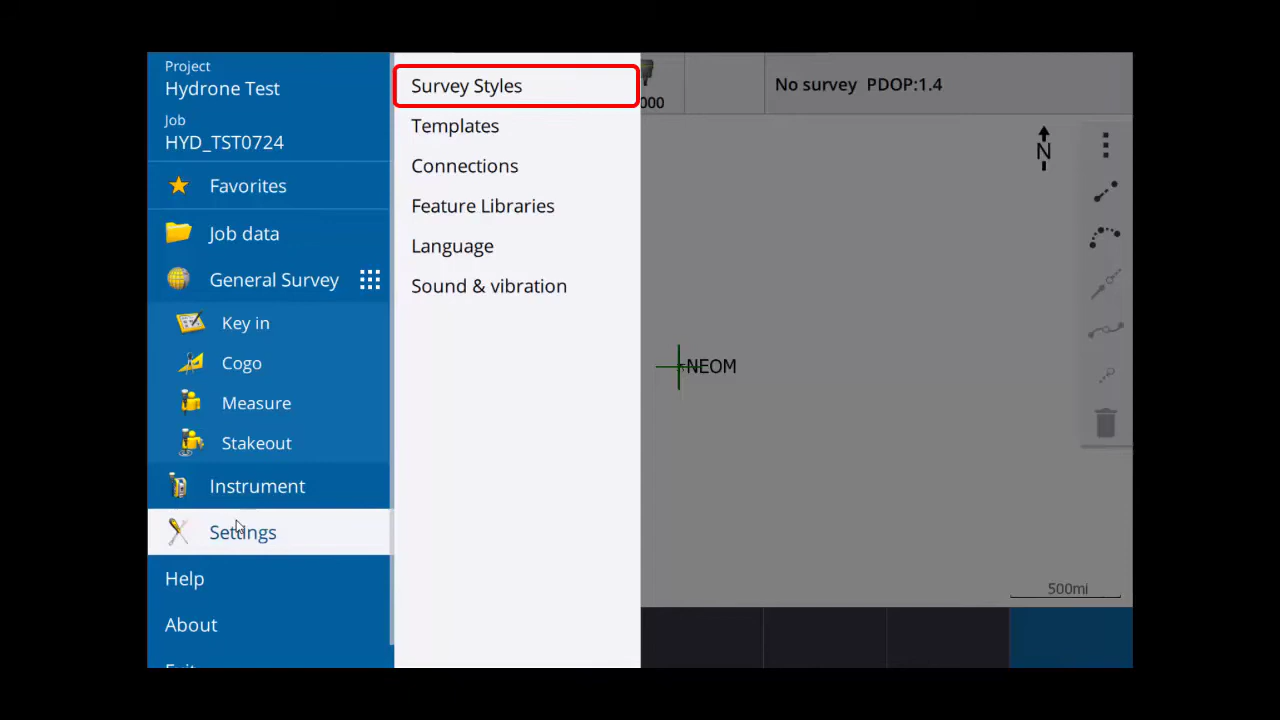 Project
Hydrone Test
Job
HYD_TST0724
Favorites
Job data
General Survey
Key in
Cogo
Measure
Stakeout
Instrument
Settings
Help
About
Survey Styles
Templates
Connections
Feature Libraries
Language
Sound & vibration
000
No survey PDOP:1.4
N
NEOM
500mi